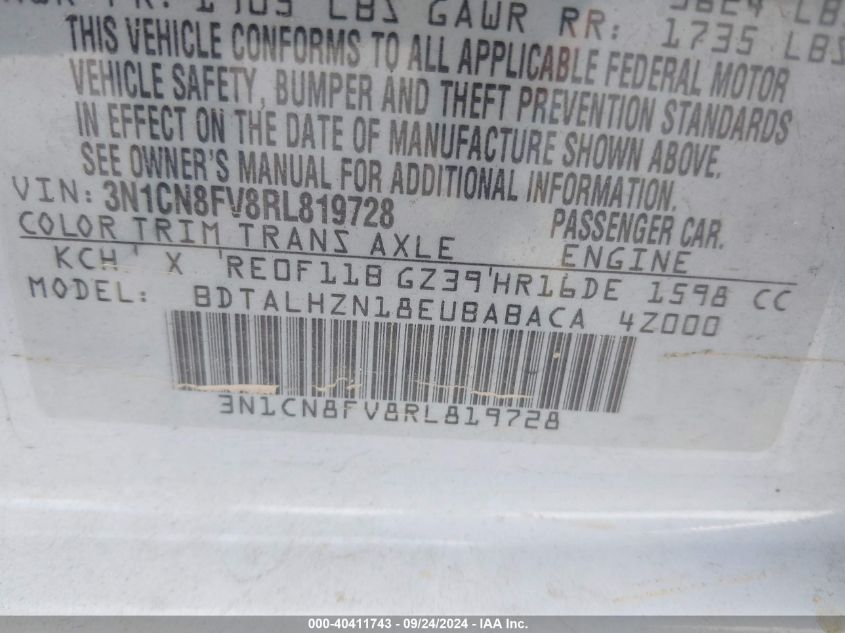 LBS GAWR RR: 1735 LBS
THIS VEHICLE CONFORMS TO ALL APPLICABLE FEDERAL MOTOR
VEHICLE SAFETY, BUMPER AND THEFT PREVENTION STANDARDS
IN EFFECT ON THE DATE OF MANUFACTURE SHOWN ABOVE.
SEE OWNER'S MANUAL FOR ADDITIONAL INFORMATION.
VIN: 3N1CN8FV8RL819728 PASSENGER CAR.
COLOR TRIM TRANS AXLE ENGINE
KCH' X 'RE0F11B GZ39'HR16DE 1598 CC
MODEL: BDTALHZN18EUBABACA 4Z000
3N1CN8FV8RL819728
000-40411743 - 09/24/2024 - IAA Inc.